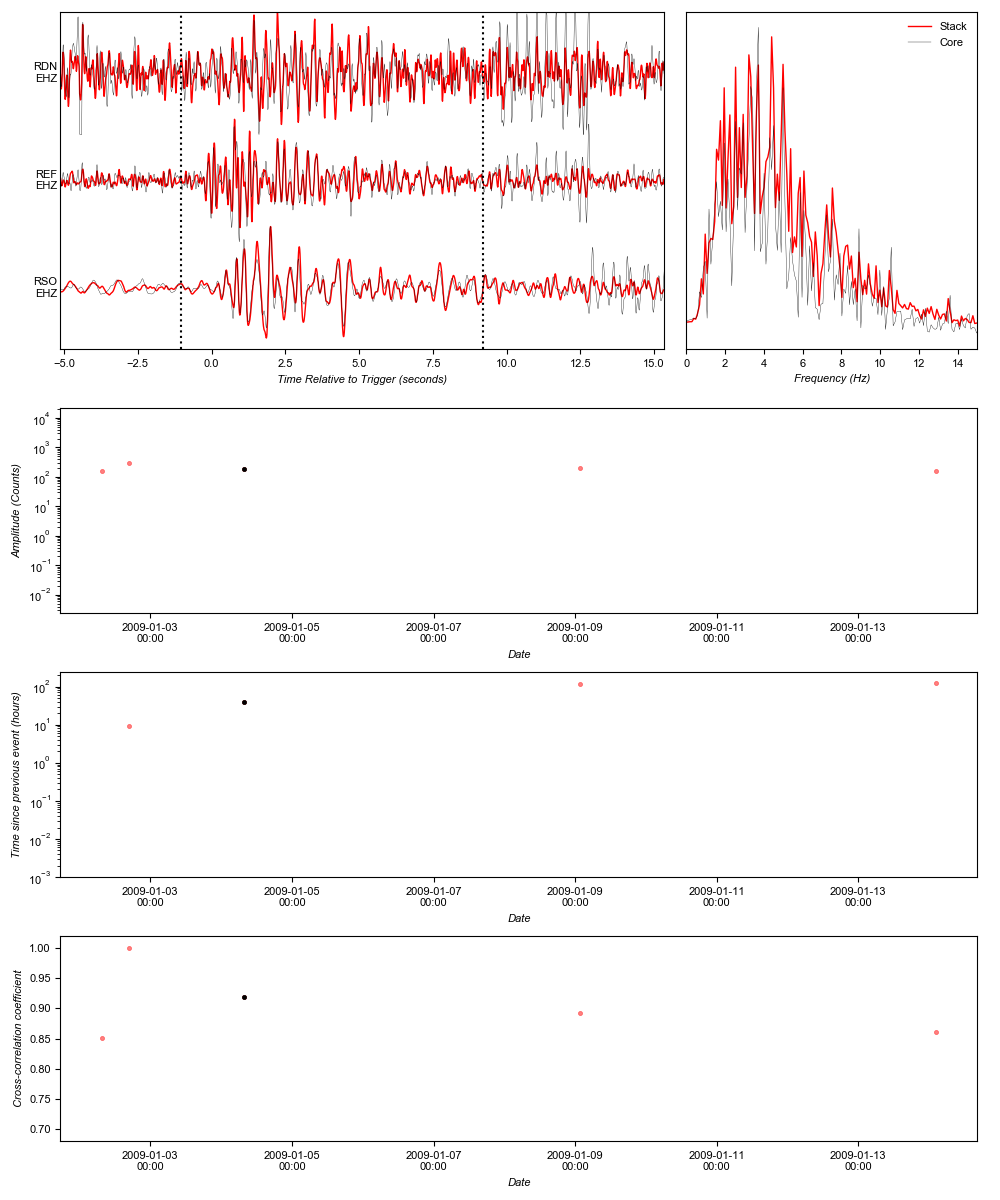 RDN
EHZ
REF
EHZ
RSO
EHZ
−5.0 −2.5 0.0 2.5 5.0 7.5 10.0 12.5 15.0
Time Relative to Trigger (seconds)
Stack
Core
0 2 4 6 8 10 12 14
Frequency (Hz)
10⁴
10³
10²
10¹
10⁰
10⁻¹
10⁻²
Amplitude (Counts)
2009-01-03 2009-01-05 2009-01-07 2009-01-09 2009-01-11 2009-01-13
00:00 00:00 00:00 00:00 00:00 00:00
Date
10²
10¹
10⁰
10⁻¹
10⁻²
10⁻³
Time since previous event (hours)
2009-01-03 2009-01-05 2009-01-07 2009-01-09 2009-01-11 2009-01-13
00:00 00:00 00:00 00:00 00:00 00:00
Date
1.00
0.95
0.90
0.85
0.80
0.75
0.70
Cross-correlation coefficient
2009-01-03 2009-01-05 2009-01-07 2009-01-09 2009-01-11 2009-01-13
00:00 00:00 00:00 00:00 00:00 00:00
Date